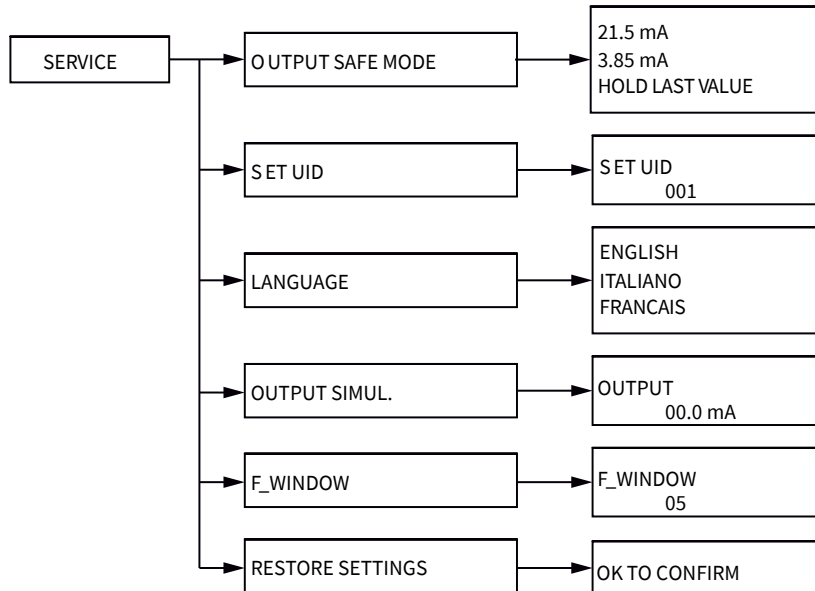 SERVICE
OUTPUT SAFE MODE
21.5 mA
3.85 mA
HOLD LAST VALUE
SET UID
SET UID
001
LANGUAGE
ENGLISH
ITALIANO
FRANCAIS
OUTPUT SIMUL.
OUTPUT
00.0 mA
F_WINDOW
F_WINDOW
05
RESTORE SETTINGS
OK TO CONFIRM